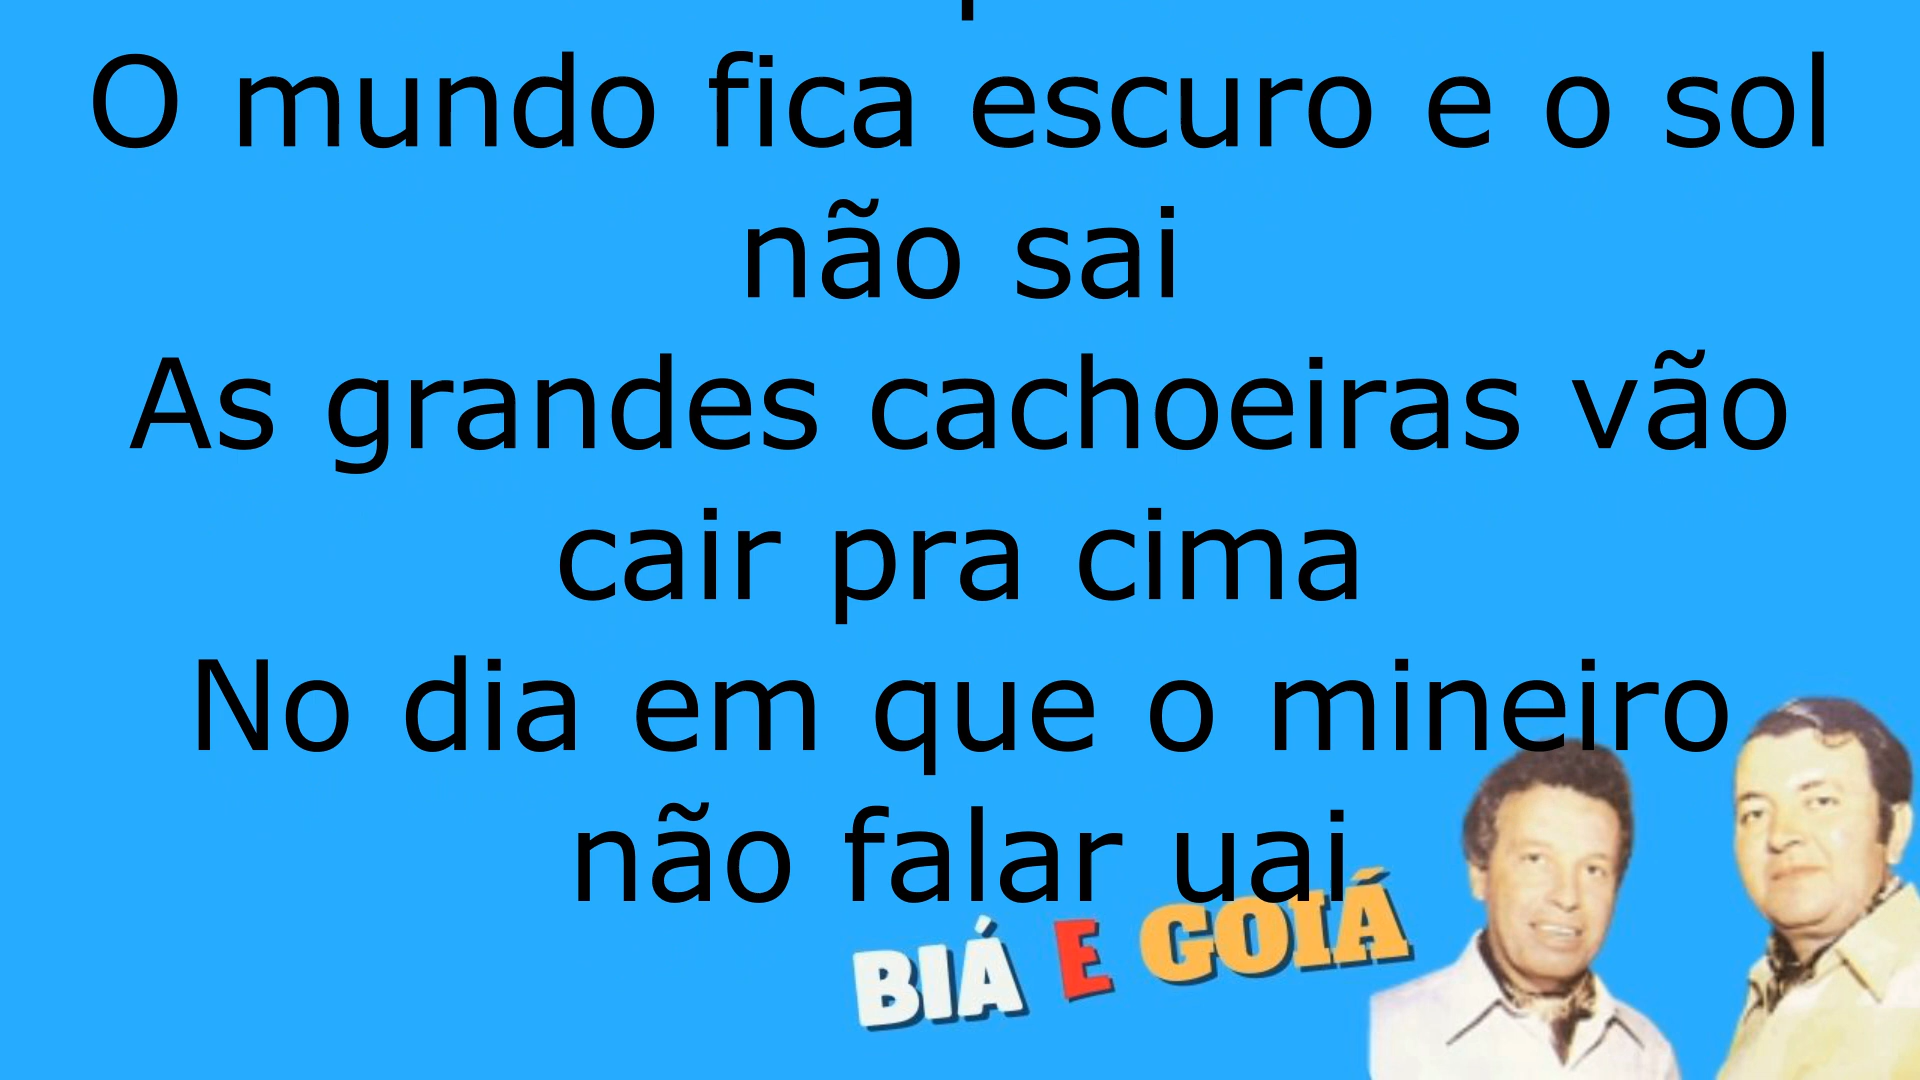 O mundo fica escuro e o sol
não sai
As grandes cachoeiras vão
cair pra cima
No dia em que o mineiro
não falar uai
BIÁ E GOIÁ